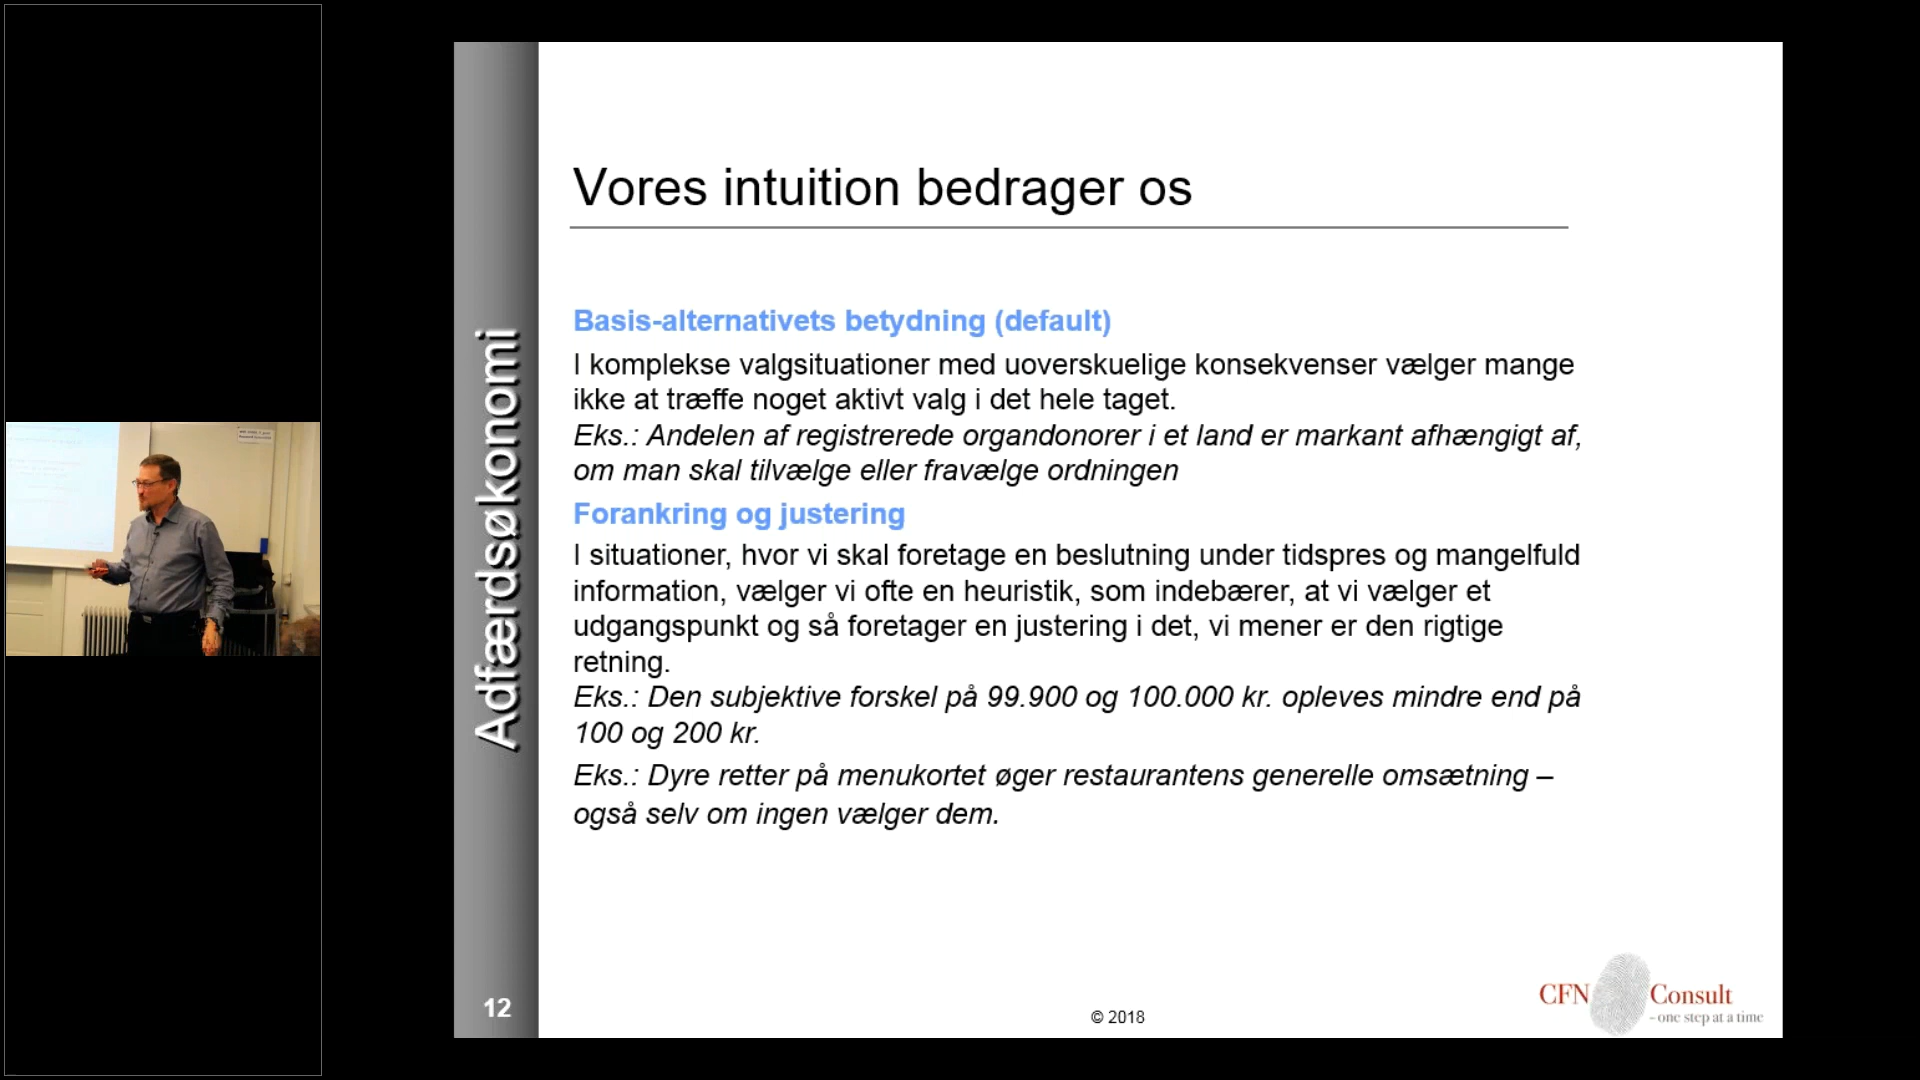 Vores intuition bedrager os
Basis-alternativets betydning (default)
I komplekse valgsituationer med uoverskuelige konsekvenser vælger mange
ikke at træffe noget aktivt valg i det hele taget.
Eks.: Andelen af registrerede organdonorer i et land er markant afhængigt af,
om man skal tilvælge eller fravælge ordningen
Forankring og justering
I situationer, hvor vi skal foretage en beslutning under tidspres og mangelfuld
information, vælger vi ofte en heuristik, som indebærer, at vi vælger et
udgangspunkt og så foretager en justering i det, vi mener er den rigtige
retning.
Eks.: Den subjektive forskel på 99.900 og 100.000 kr. opleves mindre end på
100 og 200 kr.
Eks.: Dyre retter på menukortet øger restaurantens generelle omsætning –
også selv om ingen vælger dem.
Adfærdsøkonomi
12
© 2018
CFN Consult
- one step at a time